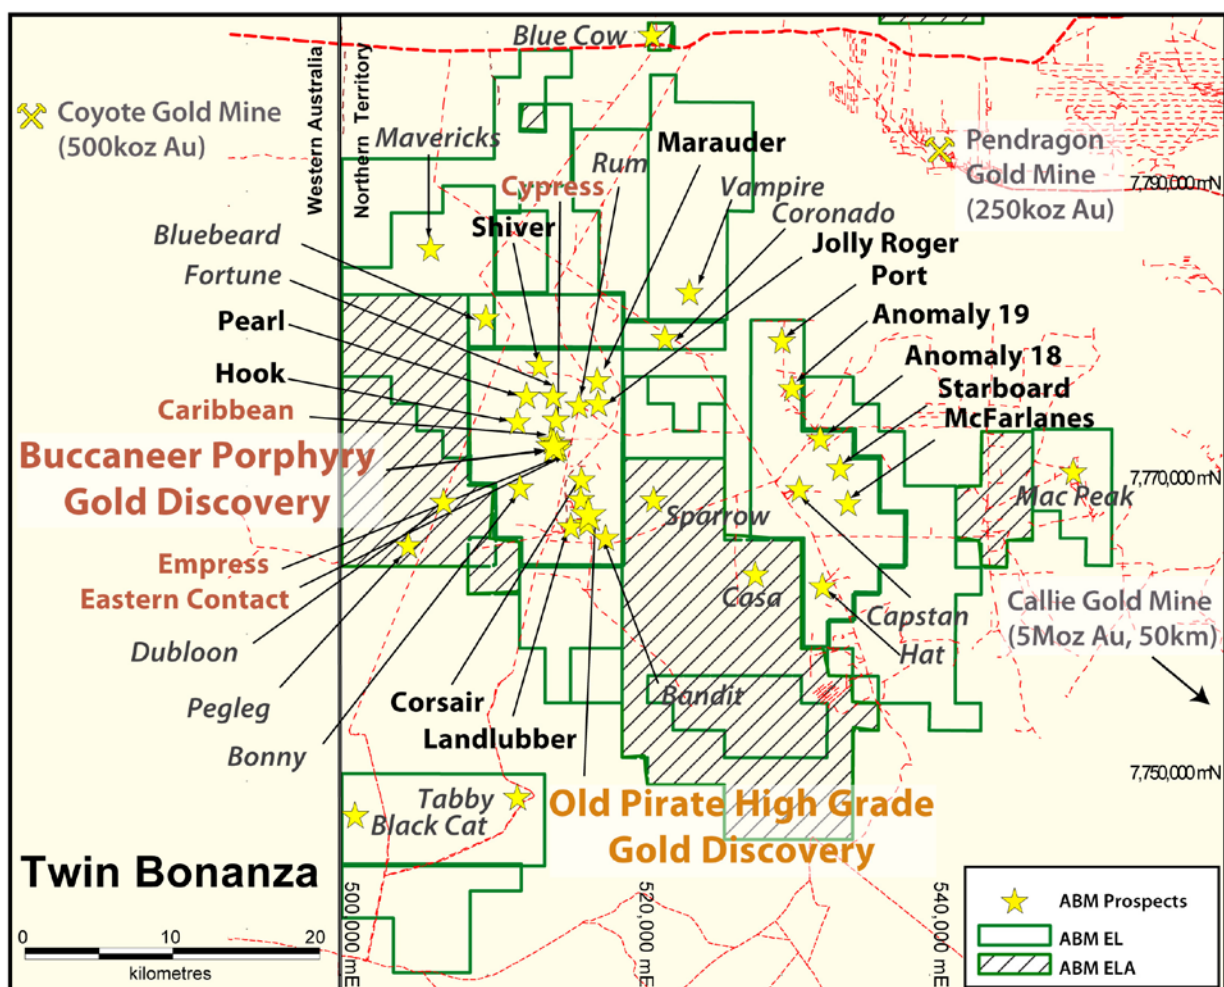 Blue Cow
Western Australia
Northern Territory
Coyote Gold Mine
(500koz Au)
Mavericks
Rum
Marauder
Pendragon
Gold Mine
(250koz Au)
7,790,000 mN
Cypress
Vampire
Shiver
Coronado
Bluebeard
Jolly Roger
Fortune
Port
Pearl
Anomaly 19
Hook
Anomaly 18
Starboard
Caribbean
McFarlanes
Buccaneer Porphyry
Gold Discovery
7,770,000 mN
Mac Peak
Sparrow
Empress
Eastern Contact
Casa
Capstan
Callie Gold Mine
(5Moz Au, 50km)
Dubloon
Hat
Pegleg
Corsair
Bandit
Landlubber
Bonny
7,750,000 mN
Tabby
Black Cat
Old Pirate High Grade
Gold Discovery
Twin Bonanza
500,000 mE
520,000 mE
540,000 mE
0 10 20
kilometres
ABM Prospects
ABM EL
ABM ELA